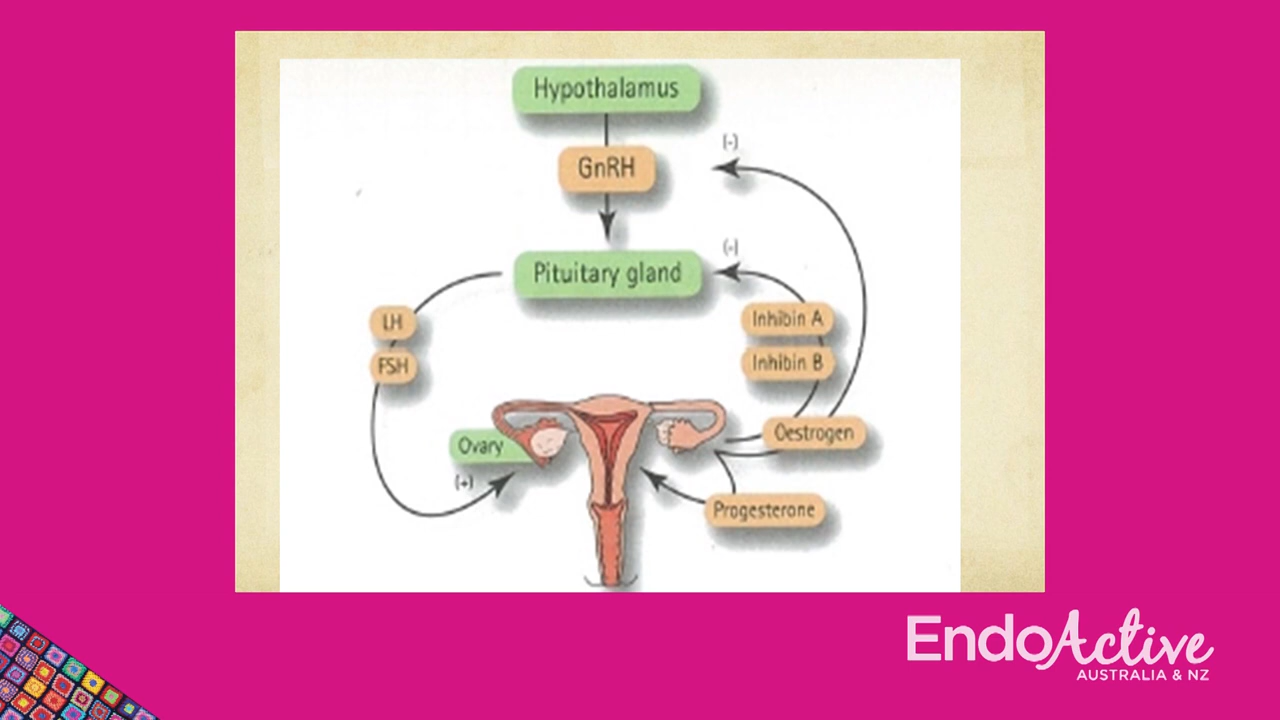 Hypothalamus
(-)
GnRH
(-)
Pituitary gland
LH
Inhibin A
FSH
Inhibin B
Ovary
Oestrogen
(+)
Progesterone
EndoActive
AUSTRALIA & NZ